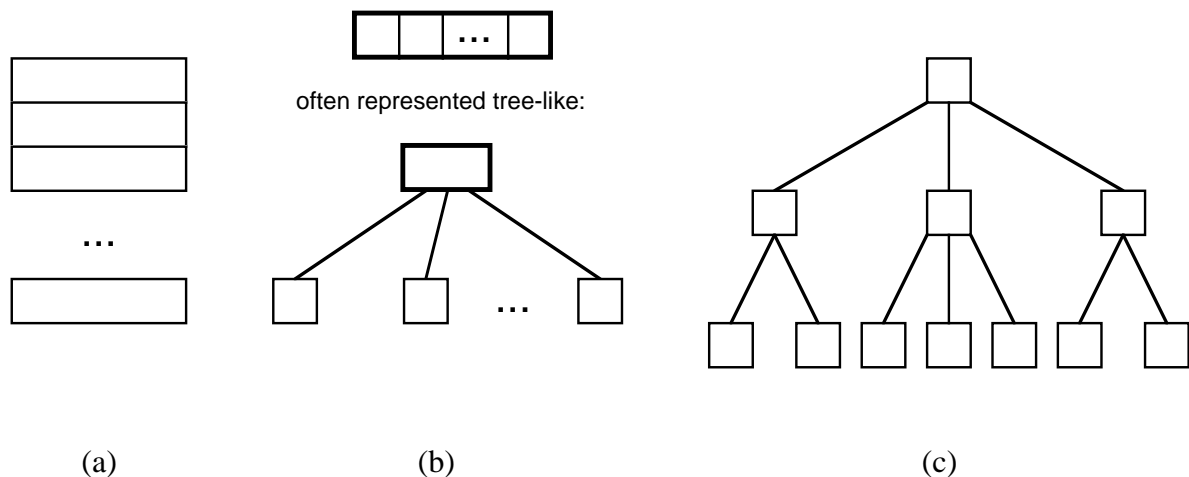 ...
often represented tree-like:
...
...
(a)
(b)
(c)